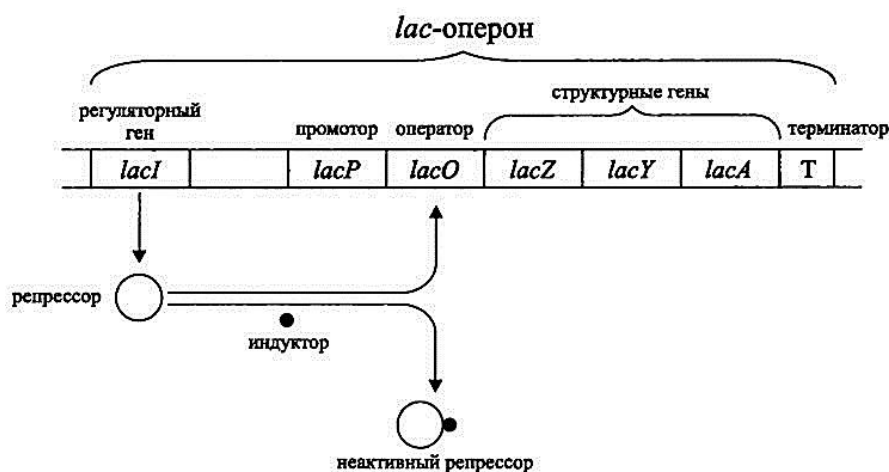 lac-оперон
структурные гены
регуляторный
ген
промотор
оператор
терминатор
lacI
lacP
lacO
lacZ
lacY
lacA
T
репрессор
индуктор
неактивный репрессор